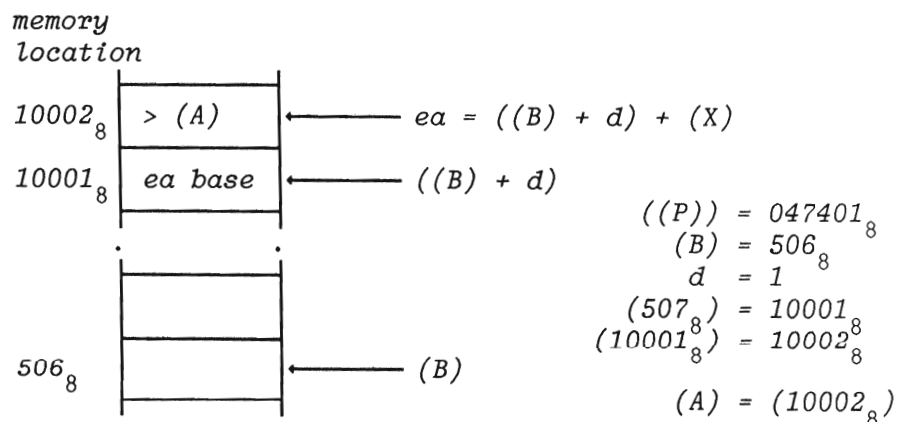 memory
location
10002₈ > (A) ea = ((B) + d) + (X)
10001₈ ea base ((B) + d)
((P)) = 047401₈
. . (B) = 506₈
d = 1
(507₈) = 10001₈
(10001₈) = 10002₈
506₈ (B)
(A) = (10002₈)